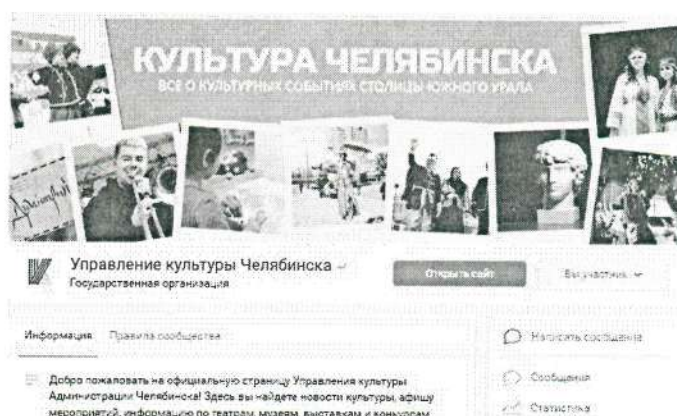 КУЛЬТУРА ЧЕЛЯБИНСКА
ВСЕ О КУЛЬТУРНЫХ СОБЫТИЯХ СТОЛИЦЫ ЮЖНОГО УРАЛА
Управление культуры Челябинска
Государственная организация
Открыть сайт
Вы участник
Информация Правила сообщества
Написать сообщение
Добро пожаловать на официальную страницу Управления культуры
Администрации Челябинска! Здесь вы найдете новости культуры, афишу
мероприятий, информацию по театрам, музеям, выставкам и конкурсам
Сообщения
Статистика